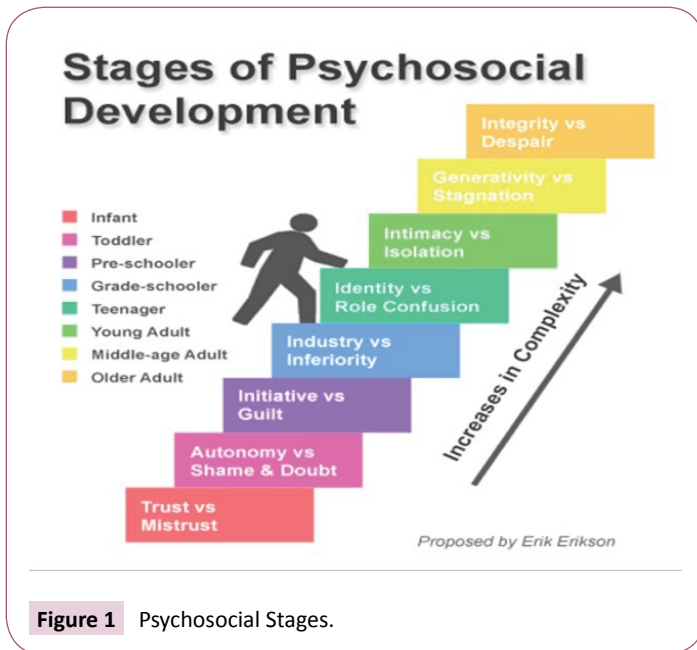 Stages of Psychosocial
Development
Integrity vs
Despair
Generativity vs
Stagnation
Intimacy vs
Isolation
Identity vs
Role Confusion
Industry vs
Inferiority
Initiative vs
Guilt
Autonomy vs
Shame & Doubt
Trust vs
Mistrust
Infant
Toddler
Pre-schooler
Grade-schooler
Teenager
Young Adult
Middle-age Adult
Older Adult
Increases in Complexity
Proposed by Erik Erikson
Figure 1 Psychosocial Stages.